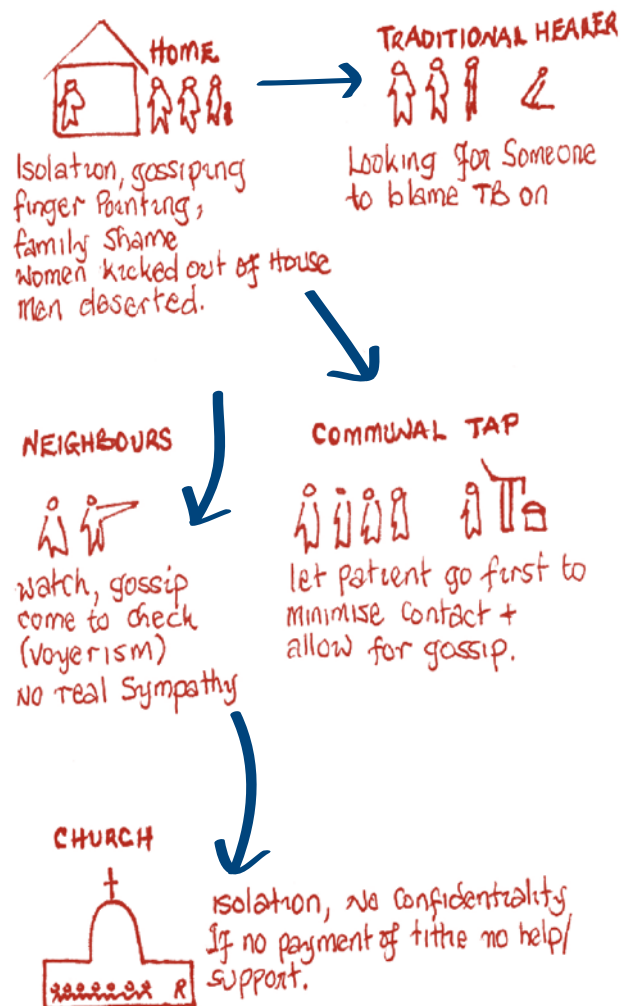 HOME
Isolation, gossiping
finger Pointing,
family shame
women kicked out of House
men deserted.
TRADITIONAL HEALER
Looking for Someone
to blame TB on
NEIGHBOURS
watch, gossip
come to check
(voyerism)
NO real Sympathy
COMMUNAL TAP
let patient go first to
minimise contact +
allow for gossip.
CHURCH
R
Isolation, No Confidentiality
If no payment of tithe no help/
support.